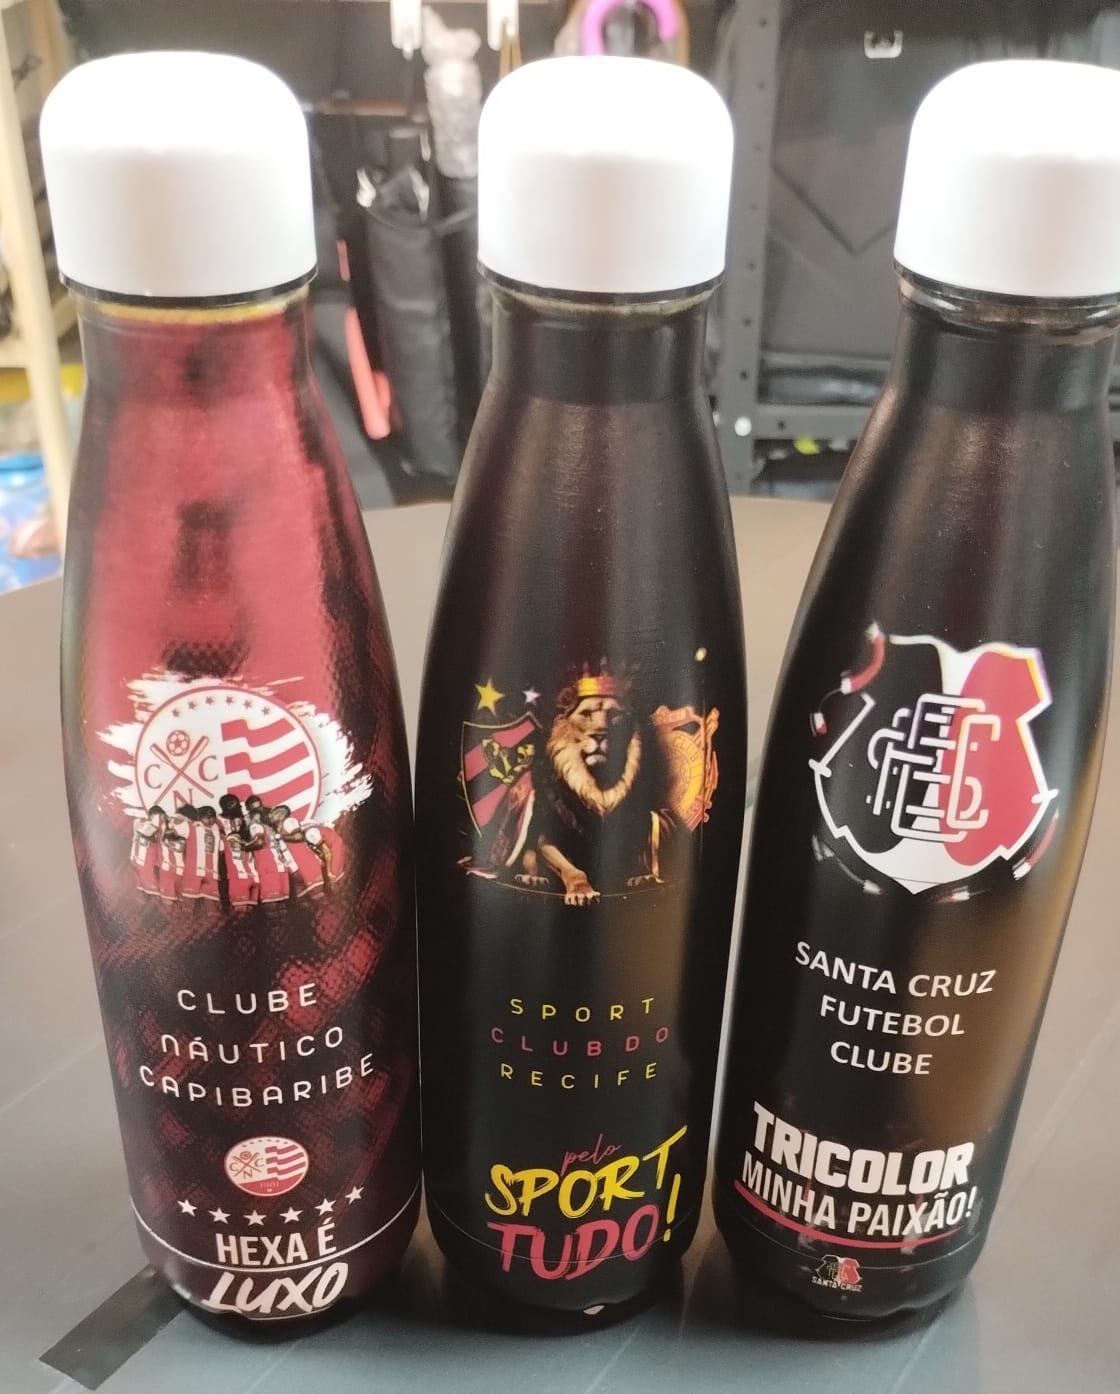 C C
N
CLUBE
NÁUTICO
CAPIBARIBE
C C
N
1901
HEXA É
LUXO
SPORT
CLUB DO
RECIFE
pelo
SPORT
TUDO!
SANTA CRUZ
FUTEBOL
CLUBE
TRICOLOR
MINHA PAIXÃO!
SANTA CRUZ